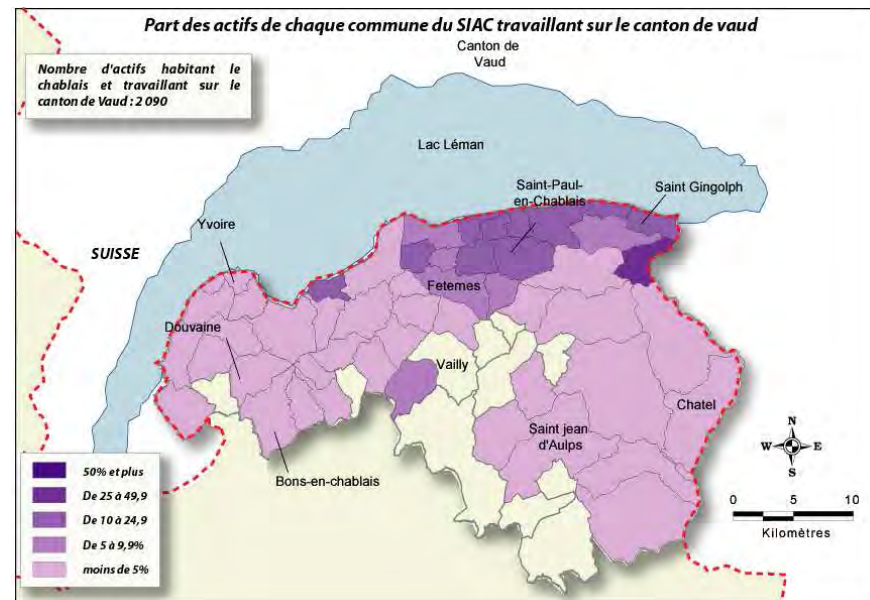 Part des actifs de chaque commune du SIAC travaillant sur le canton de vaud
Canton de
Vaud
Nombre d'actifs habitant le
chablais et travaillant sur le
canton de Vaud : 2 090
Lac Léman
Saint-Paul-
en-Chablais
Saint Gingolph
Yvoire
SUISSE
Feternes
Douvaine
Vailly
Chatel
Saint jean
d'Aulps
Bons-en-chablais
N
W E
S
50% et plus
De 25 à 49,9
De 10 à 24,9
De 5 à 9,9%
moins de 5%
0 5 10
Kilomètres